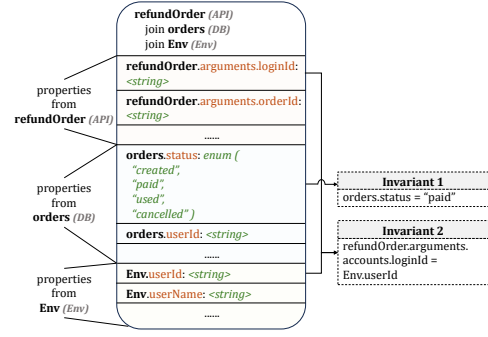 refundOrder (API)
join orders (DB)
join Env (Env)
refundOrder.arguments.loginId:
<string>
refundOrder.arguments.orderId:
<string>
......
orders.status: enum (
"created",
"paid",
"used",
"cancelled" )
orders.userId: <string>
......
Env.userId: <string>
Env.userName: <string>
......
properties
from
refundOrder (API)
properties
from
orders (DB)
properties
from
Env (Env)
Invariant 1
orders.status = "paid"
Invariant 2
refundOrder.arguments.
accounts.loginId =
Env.userId